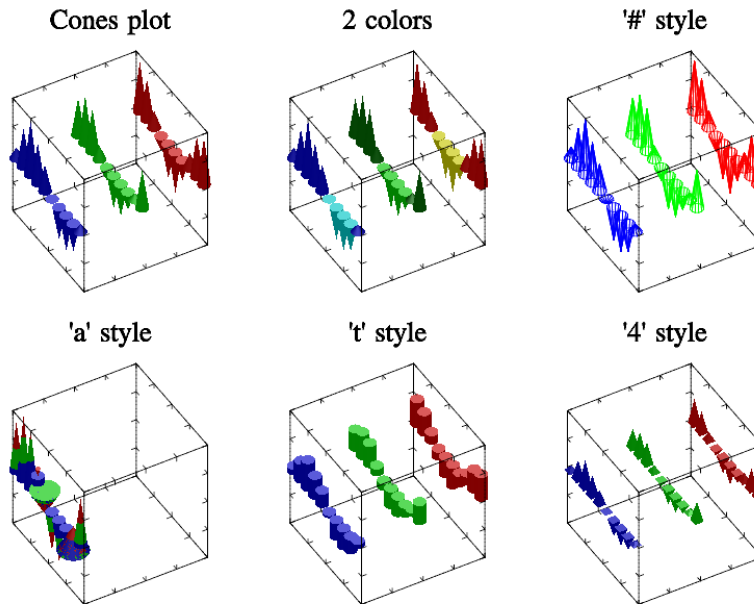 Cones plot
2 colors
'#' style
'a' style
't' style
'4' style